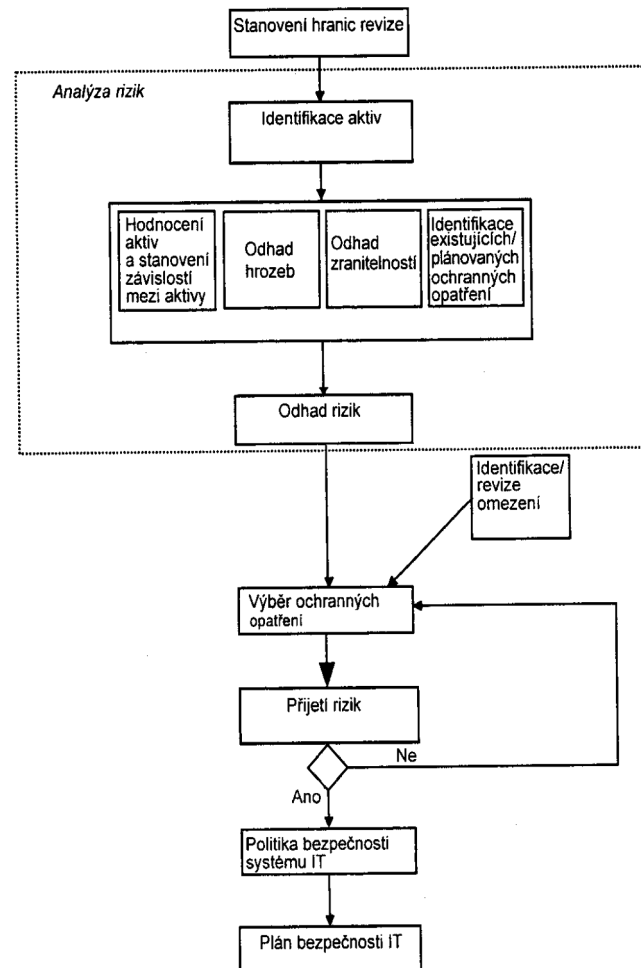 Stanovení hranic revize
Analýza rizik
Identifikace aktiv
Hodnocení
aktiv
a stanovení
závislostí
mezi aktivy
Odhad
hrozeb
Odhad
zranitelností
Identifikace
existujících/
plánovaných
ochranných
opatření
Odhad rizik
Identifikace/
revize
omezení
Výběr ochranných
opatření
Přijetí rizik
Ne
Ano
Politika bezpečnosti
systému IT
Plán bezpečnosti IT